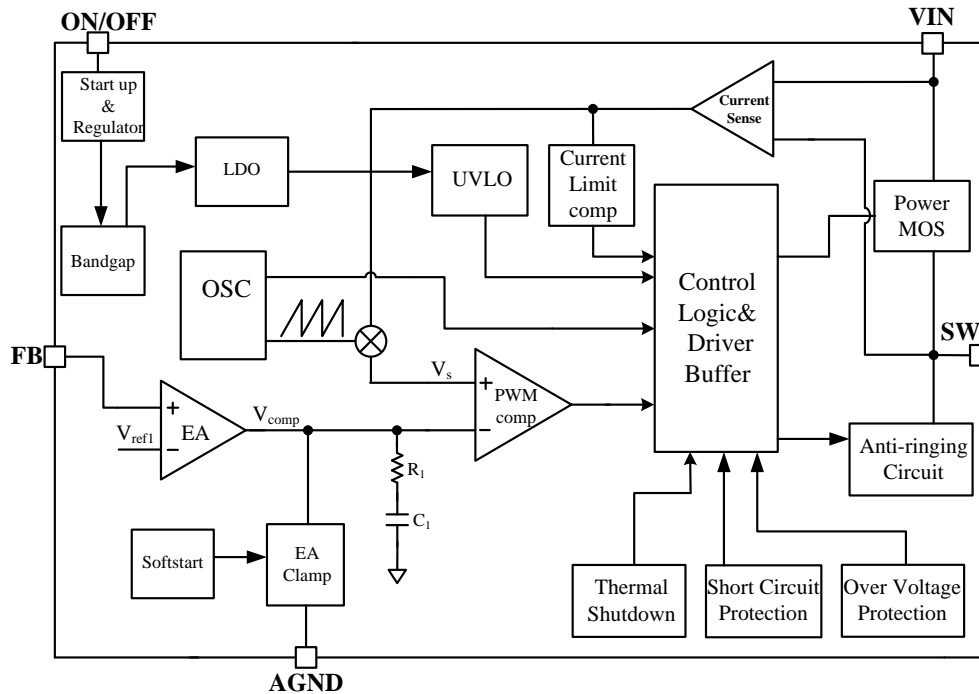 ON/OFF
VIN
Start up
&
Regulator
Current
Sense
LDO
UVLO
Current
Limit
comp
Power
MOS
Bandgap
OSC
Control
Logic&
Driver
Buffer
FB
SW
Vs
+
−
PWM
comp
+
−
EA
Vref1
Vcomp
R1
C1
Anti-ringing
Circuit
Softstart
EA
Clamp
Thermal
Shutdown
Short Circuit
Protection
Over Voltage
Protection
AGND